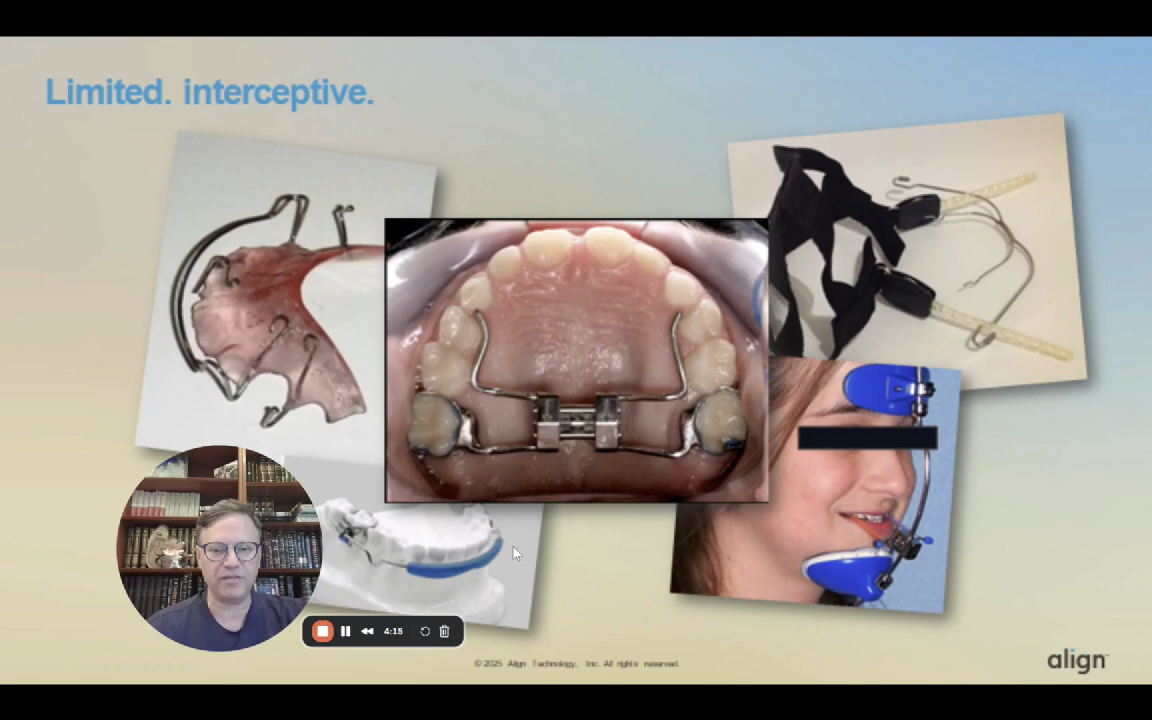 Limited. interceptive.
4:15
© 2025 Align Technology, Inc. All rights reserved.
align